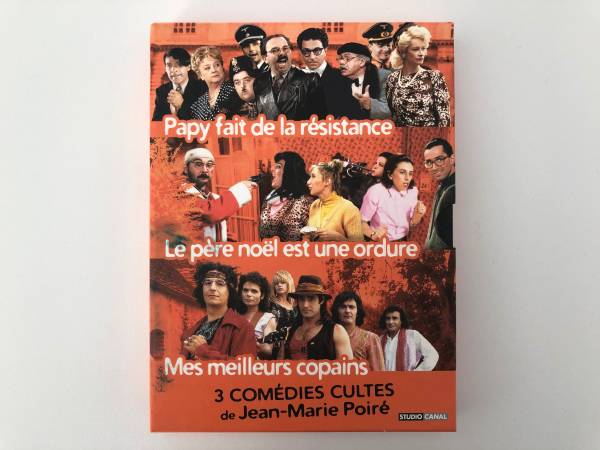 Papy fait de la résistance
Le père noël est une ordure
Mes meilleurs copains
3 COMÉDIES CULTES
de Jean-Marie Poiré
STUDIO CANAL